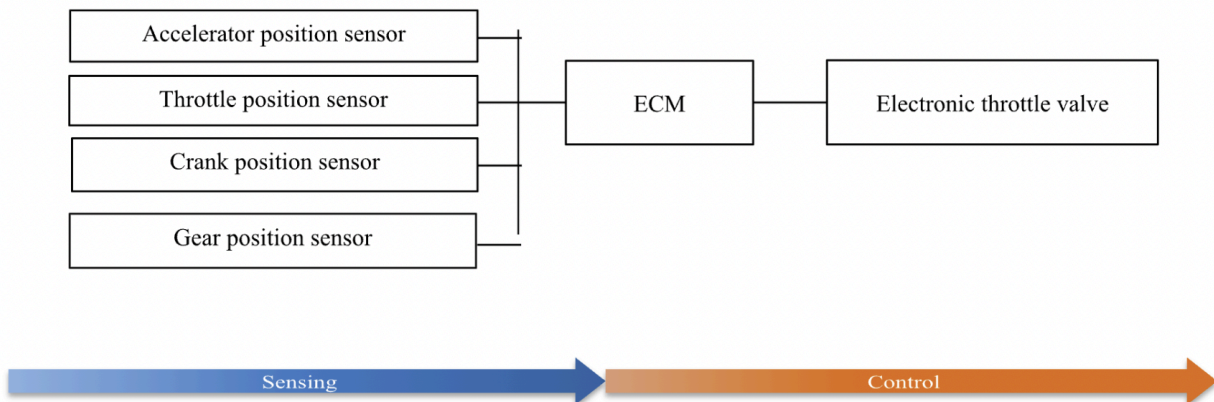 Accelerator position sensor
Throttle position sensor
ECM
Electronic throttle valve
Crank position sensor
Gear position sensor
Sensing
Control